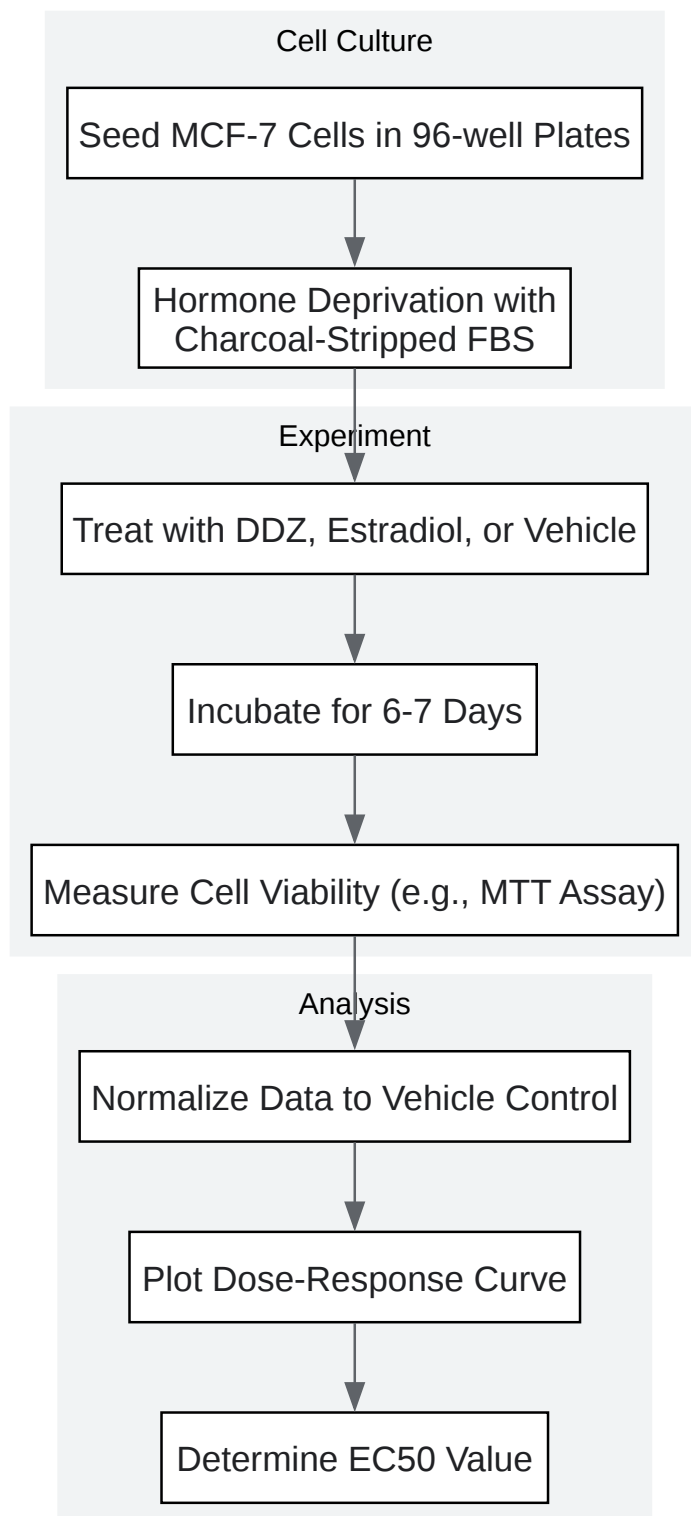 Cell Culture
Seed MCF-7 Cells in 96-well Plates
Hormone Deprivation with
Charcoal-Stripped FBS
Experiment
Treat with DDZ, Estradiol, or Vehicle
Incubate for 6-7 Days
Measure Cell Viability (e.g., MTT Assay)
Analysis
Normalize Data to Vehicle Control
Plot Dose-Response Curve
Determine EC50 Value